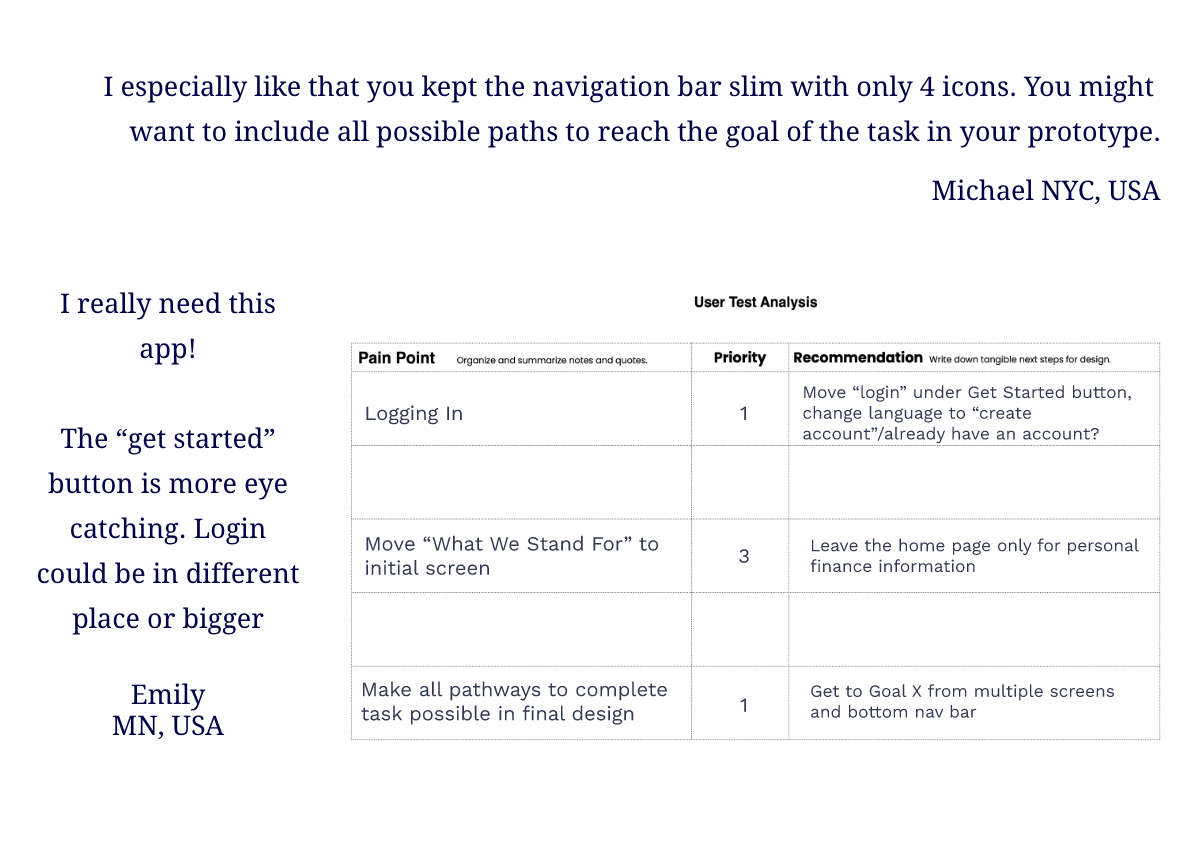 I especially like that you kept the navigation bar slim with only 4 icons. You might
want to include all possible paths to reach the goal of the task in your prototype.
Michael NYC, USA
I really need this
app!
The “get started”
button is more eye
catching. Login
could be in different
place or bigger
Emily
MN, USA
User Test Analysis
Pain Point Organize and summarize notes and quotes. Priority Recommendation Write down tangible next steps for design.
Logging In
1
Move “login” under Get Started button,
change language to “create
account”/already have an account?
Move “What We Stand For” to
initial screen
3
Leave the home page only for personal
finance information
Make all pathways to complete
task possible in final design
1
Get to Goal X from multiple screens
and bottom nav bar